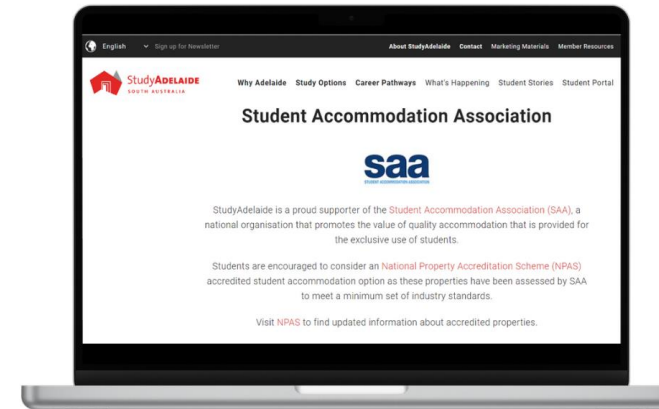 English Sign up for Newsletter About StudyAdelaide Contact Marketing Materials Member Resources
StudyADELAIDE
SOUTH AUSTRALIA
Why Adelaide Study Options Career Pathways What's Happening Student Stories Student Portal
Student Accommodation Association
saa
STUDENT ACCOMMODATION ASSOCIATION
StudyAdelaide is a proud supporter of the Student Accommodation Association (SAA), a
national organisation that promotes the value of quality accommodation that is provided for
the exclusive use of students.
Students are encouraged to consider an National Property Accreditation Scheme (NPAS)
accredited student accommodation option as these properties have been assessed by SAA
to meet a minimum set of industry standards.
Visit NPAS to find updated information about accredited properties.